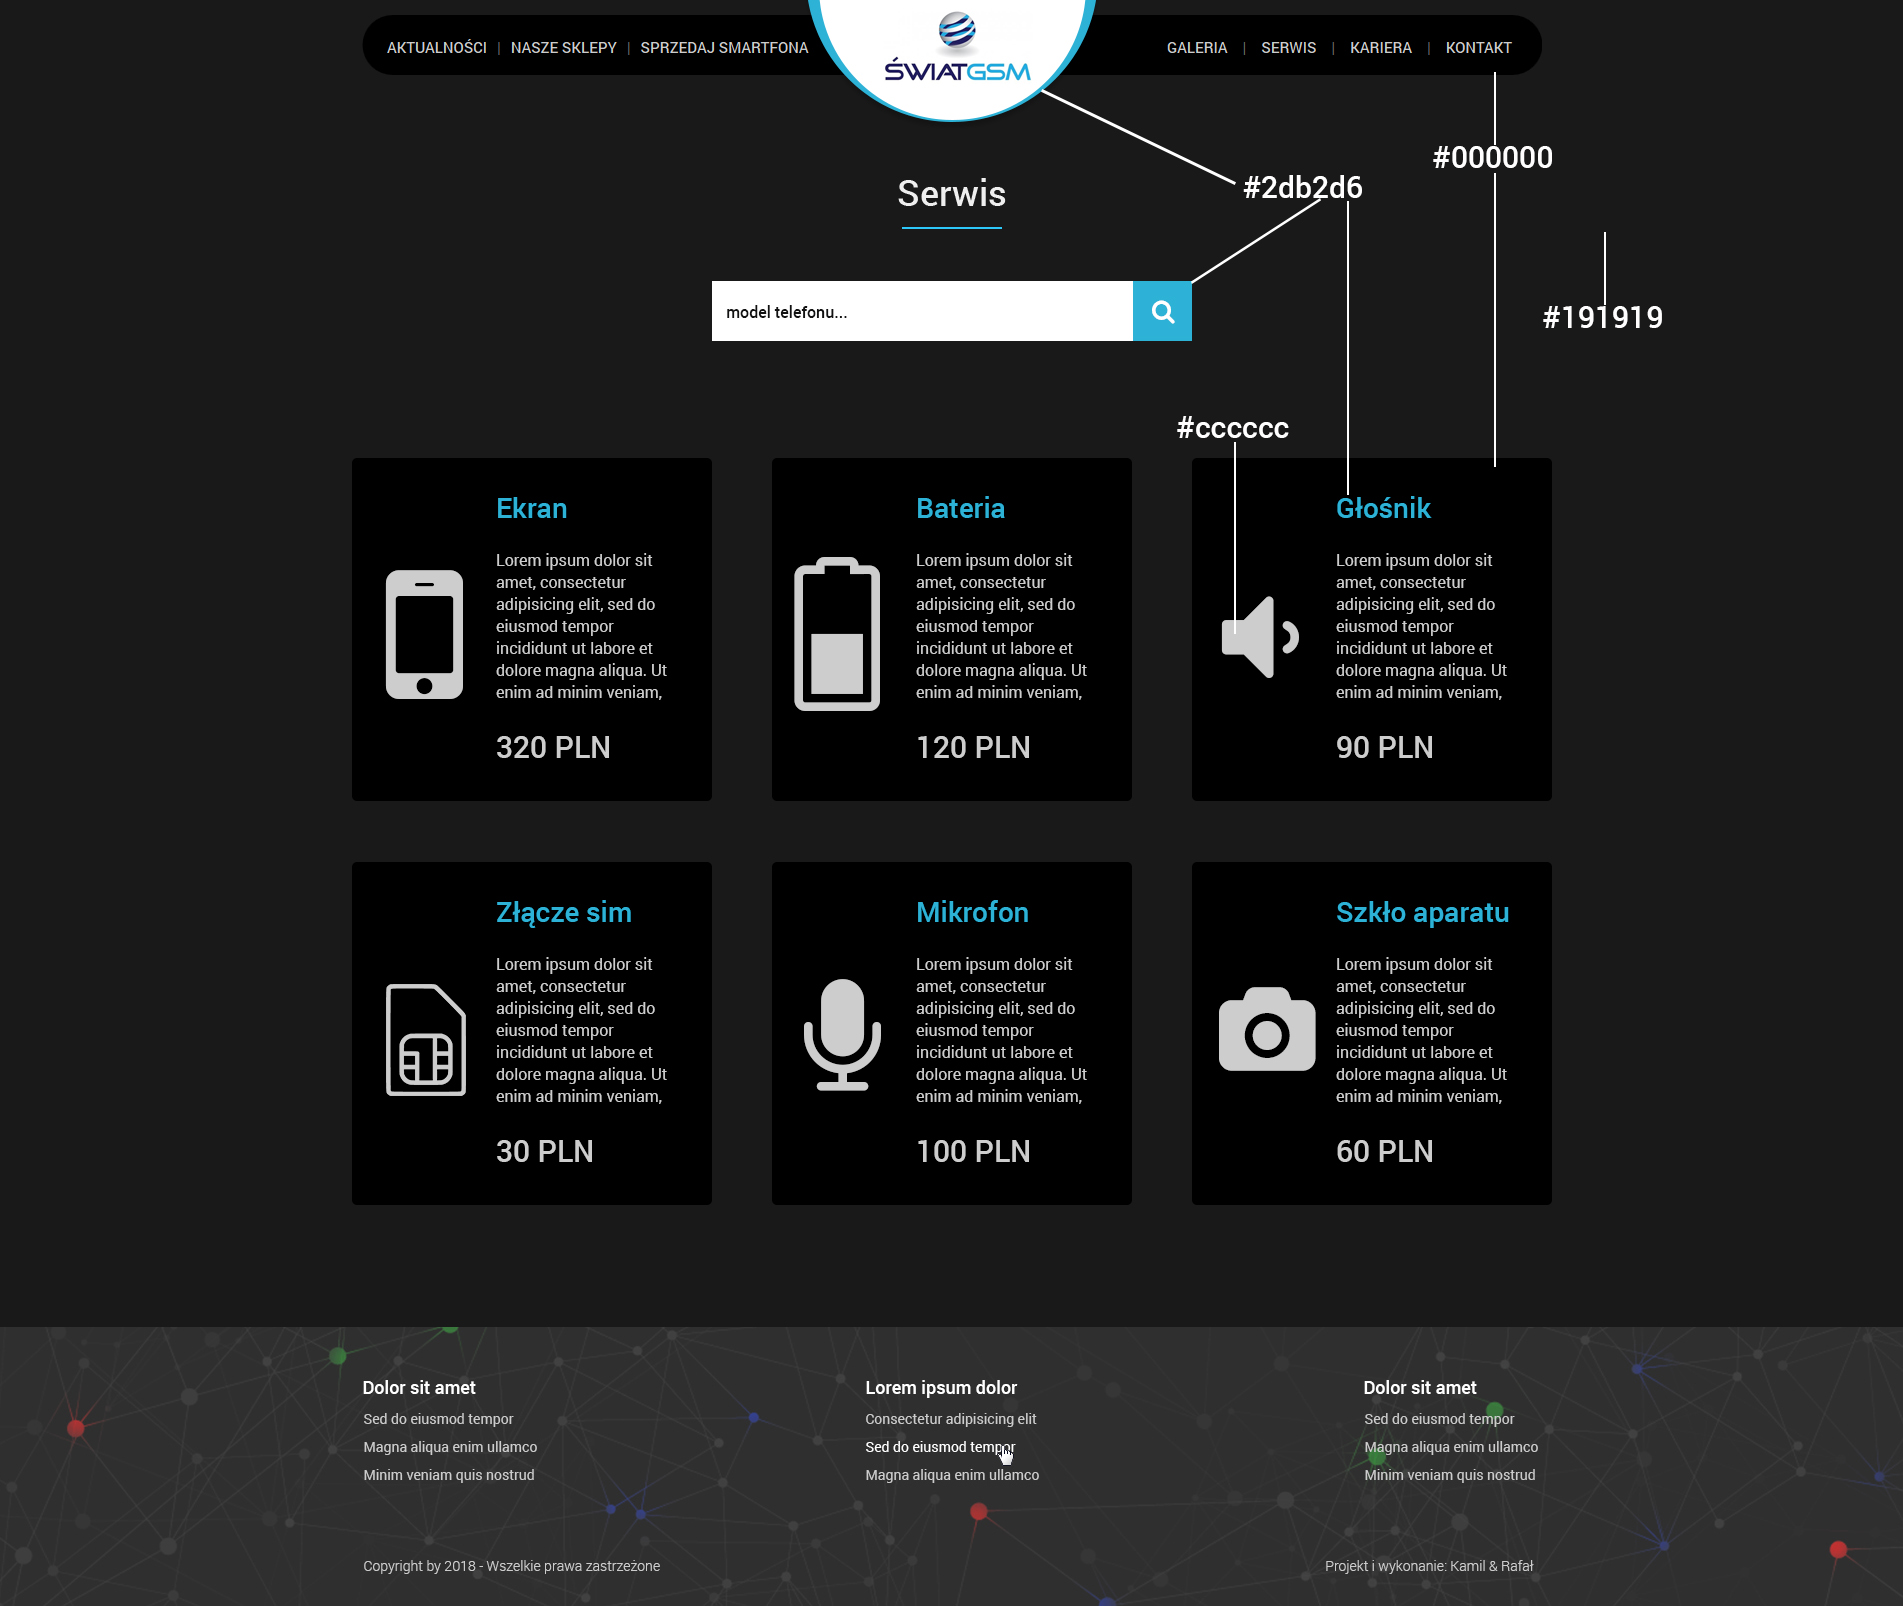 AKTUALNOŚCI | NASZE SKLEPY | SPRZEDAJ SMARTFONA
ŚWIATGSM
GALERIA | SERWIS | KARIERA | KONTAKT
#000000
#2db2d6
Serwis
model telefonu...
#191919
#cccccc
Ekran
Lorem ipsum dolor sit
amet, consectetur
adipisicing elit, sed do
eiusmod tempor
incididunt ut labore et
dolore magna aliqua. Ut
enim ad minim veniam,
320 PLN
Bateria
Lorem ipsum dolor sit
amet, consectetur
adipisicing elit, sed do
eiusmod tempor
incididunt ut labore et
dolore magna aliqua. Ut
enim ad minim veniam,
120 PLN
Głośnik
Lorem ipsum dolor sit
amet, consectetur
adipisicing elit, sed do
eiusmod tempor
incididunt ut labore et
dolore magna aliqua. Ut
enim ad minim veniam,
90 PLN
Złącze sim
Lorem ipsum dolor sit
amet, consectetur
adipisicing elit, sed do
eiusmod tempor
incididunt ut labore et
dolore magna aliqua. Ut
enim ad minim veniam,
30 PLN
Mikrofon
Lorem ipsum dolor sit
amet, consectetur
adipisicing elit, sed do
eiusmod tempor
incididunt ut labore et
dolore magna aliqua. Ut
enim ad minim veniam,
100 PLN
Szkło aparatu
Lorem ipsum dolor sit
amet, consectetur
adipisicing elit, sed do
eiusmod tempor
incididunt ut labore et
dolore magna aliqua. Ut
enim ad minim veniam,
60 PLN
Dolor sit amet
Sed do eiusmod tempor
Magna aliqua enim ullamco
Minim veniam quis nostrud
Lorem ipsum dolor
Consectetur adipisicing elit
Sed do eiusmod tempor
Magna aliqua enim ullamco
Dolor sit amet
Sed do eiusmod tempor
Magna aliqua enim ullamco
Minim veniam quis nostrud
Copyright by 2018 - Wszelkie prawa zastrzeżone
Projekt i wykonanie: Kamil & Rafał